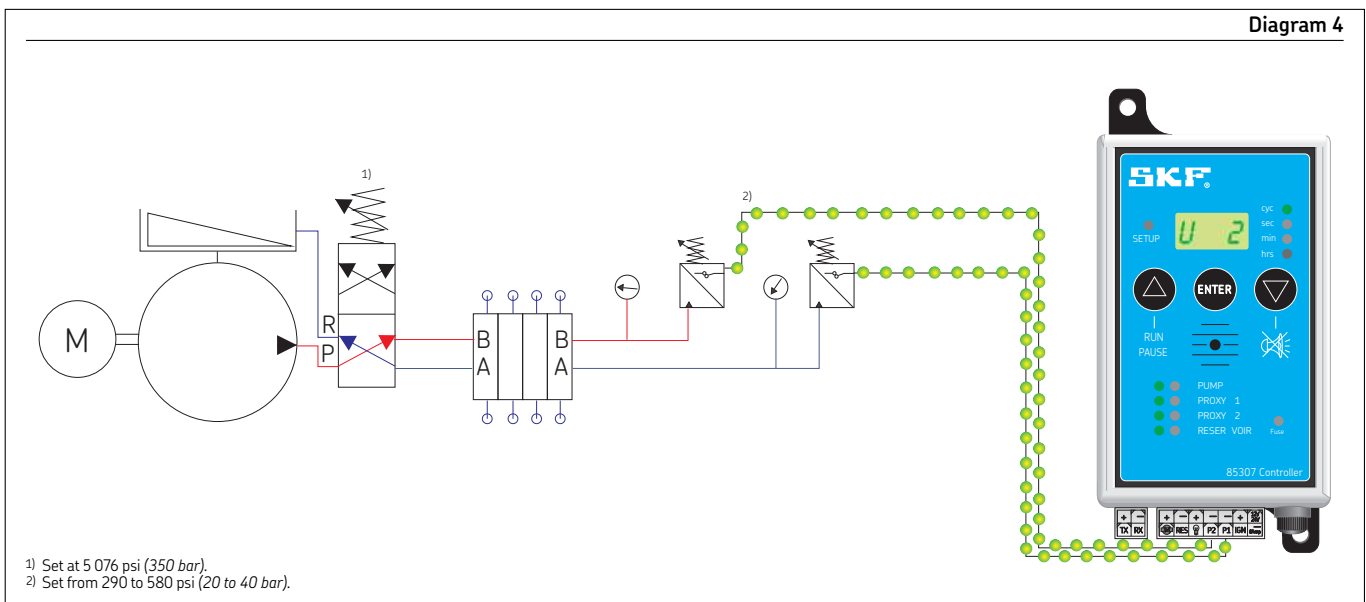 Diagram 4
1)
2)
M
R
P
B
A
B
A
SKF®
SETUP
U 2
cyc
sec
min
hrs
ENTER
RUN
PAUSE
PUMP
PROXY 1
PROXY 2
RESER VOIR
Fuse
85307 Controller
+ − + − + − − +
TX RX RES P2 P1 IGM
1) Set at 5 076 psi (350 bar).
2) Set from 290 to 580 psi (20 to 40 bar).